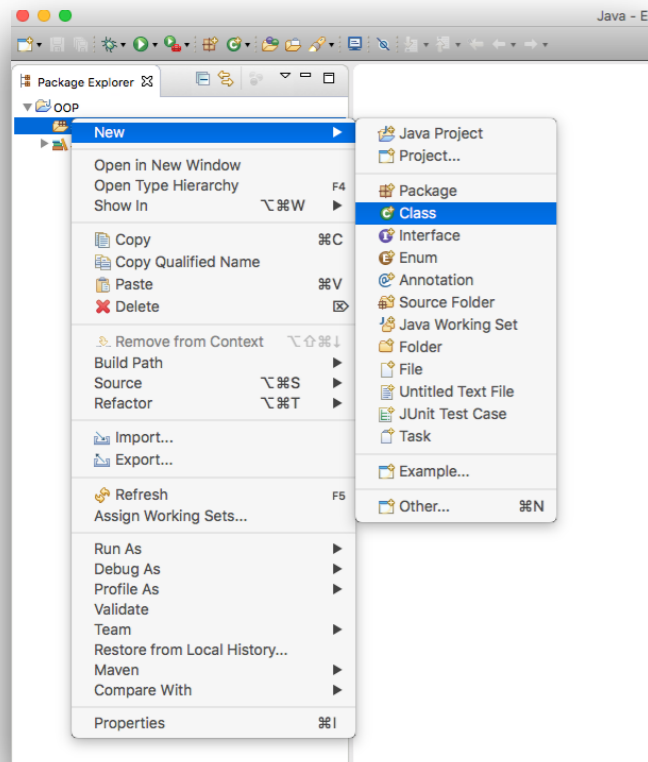 Java - E
Package Explorer
OOP
New
Open in New Window
Open Type Hierarchy F4
Show In ⌥⌘W
Copy ⌘C
Copy Qualified Name
Paste ⌘V
Delete ⌦
Remove from Context ⌥⇧⌘↓
Build Path
Source ⌥⌘S
Refactor ⌥⌘T
Import...
Export...
Refresh F5
Assign Working Sets...
Run As
Debug As
Profile As
Validate
Team
Restore from Local History...
Maven
Compare With
Properties ⌘I
Java Project
Project...
Package
Class
Interface
Enum
Annotation
Source Folder
Java Working Set
Folder
File
Untitled Text File
JUnit Test Case
Task
Example...
Other... ⌘N